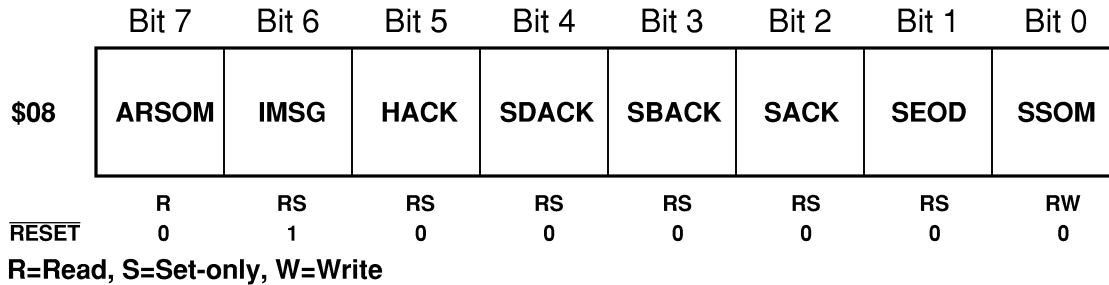 Bit 7 Bit 6 Bit 5 Bit 4 Bit 3 Bit 2 Bit 1 Bit 0
$08 ARSOM IMSG HACK SDACK SBACK SACK SEOD SSOM
R RS RS RS RS RS RS RW
RESET 0 1 0 0 0 0 0 0
R=Read, S=Set-only, W=Write